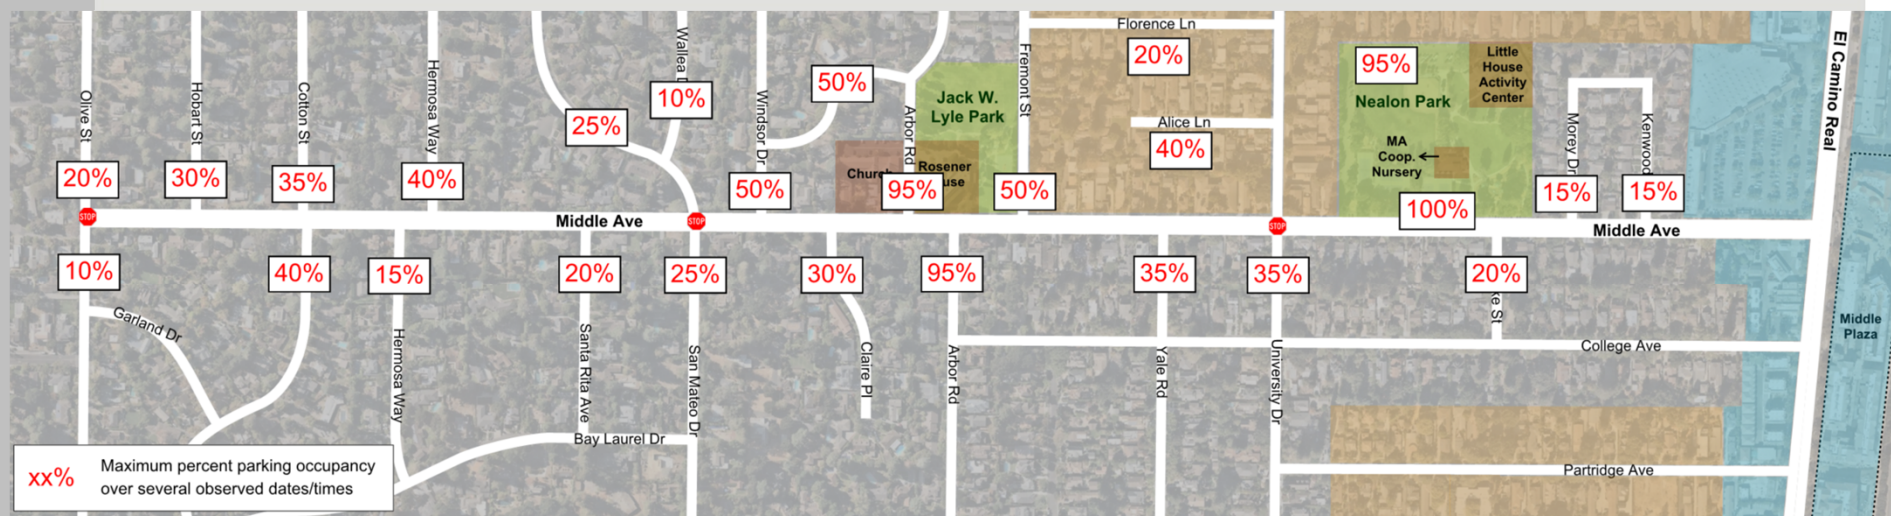 Florence Ln
20%
95%
Little
House
Activity
Center
El Camino Real
Olive St
Hobart St
Cotton St
Hermosa Way
Wallea
10%
25%
Windsor Dr
50%
Arbor Rd
Jack W.
Lyle Park
Fremont St
Nealon Park
Alice Ln
40%
MA
Coop.
Nursery
Morey Dr
Kenwood
20%
30%
35%
40%
50%
Church
95%
Rosener
50%
100%
15%
15%
STOP
Middle Ave
STOP
STOP
Middle Ave
10%
40%
15%
20%
25%
30%
95%
35%
35%
20%
St
Garland Dr
Hermosa Way
Santa Rita Ave
San Mateo Dr
Claire Pl
Arbor Rd
Yale Rd
University Dr
College Ave
Middle
Plaza
Bay Laurel Dr
Partridge Ave
xx%
Maximum percent parking occupancy
over several observed dates/times